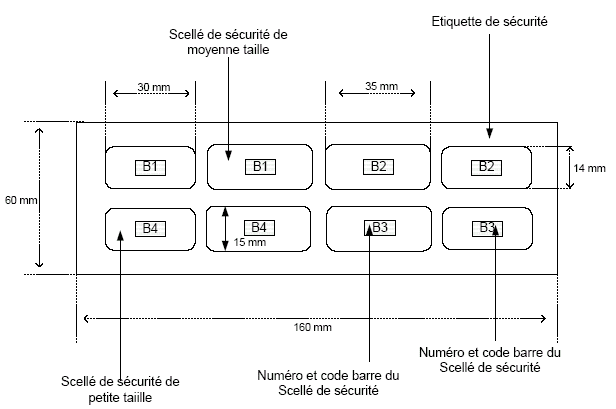 Etiquette de sécurité
Scellé de sécurité de
moyenne taille
30 mm
35 mm
B1
B1
B2
B2
14 mm
60 mm
B4
B4
B3
B3
15 mm
160 mm
Scellé de sécurité de
petite taiille
Numéro et code barre du
Scellé de sécurité
Numéro et code barre du
Scellé de sécurité